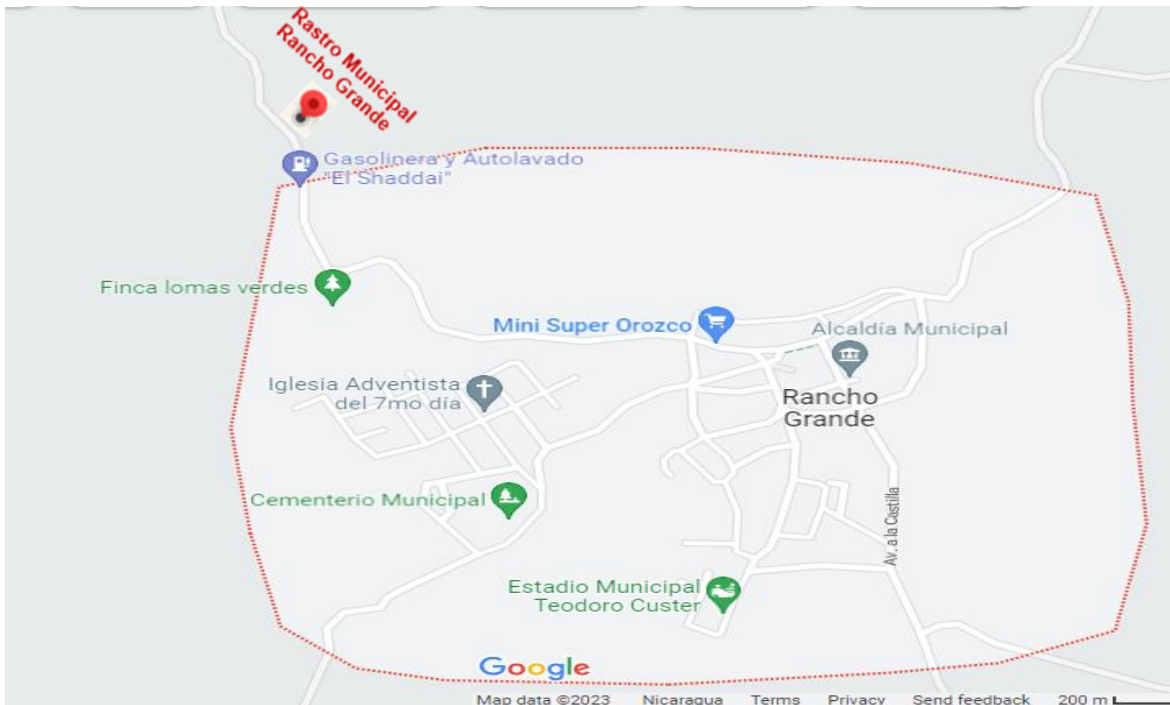 Rastro Municipal
Rancho Grande
Gasolinera y Autolavado
"El Shaddai"
Finca lomas verdes
Mini Super Orozco
Alcaldía Municipal
Iglesia Adventista
del 7mo día
Rancho
Grande
Cementerio Municipal
Av. a la Castilla
Estadio Municipal
Teodoro Custer
Google
Map data ©2023 Nicaragua Terms Privacy Send feedback 200 m